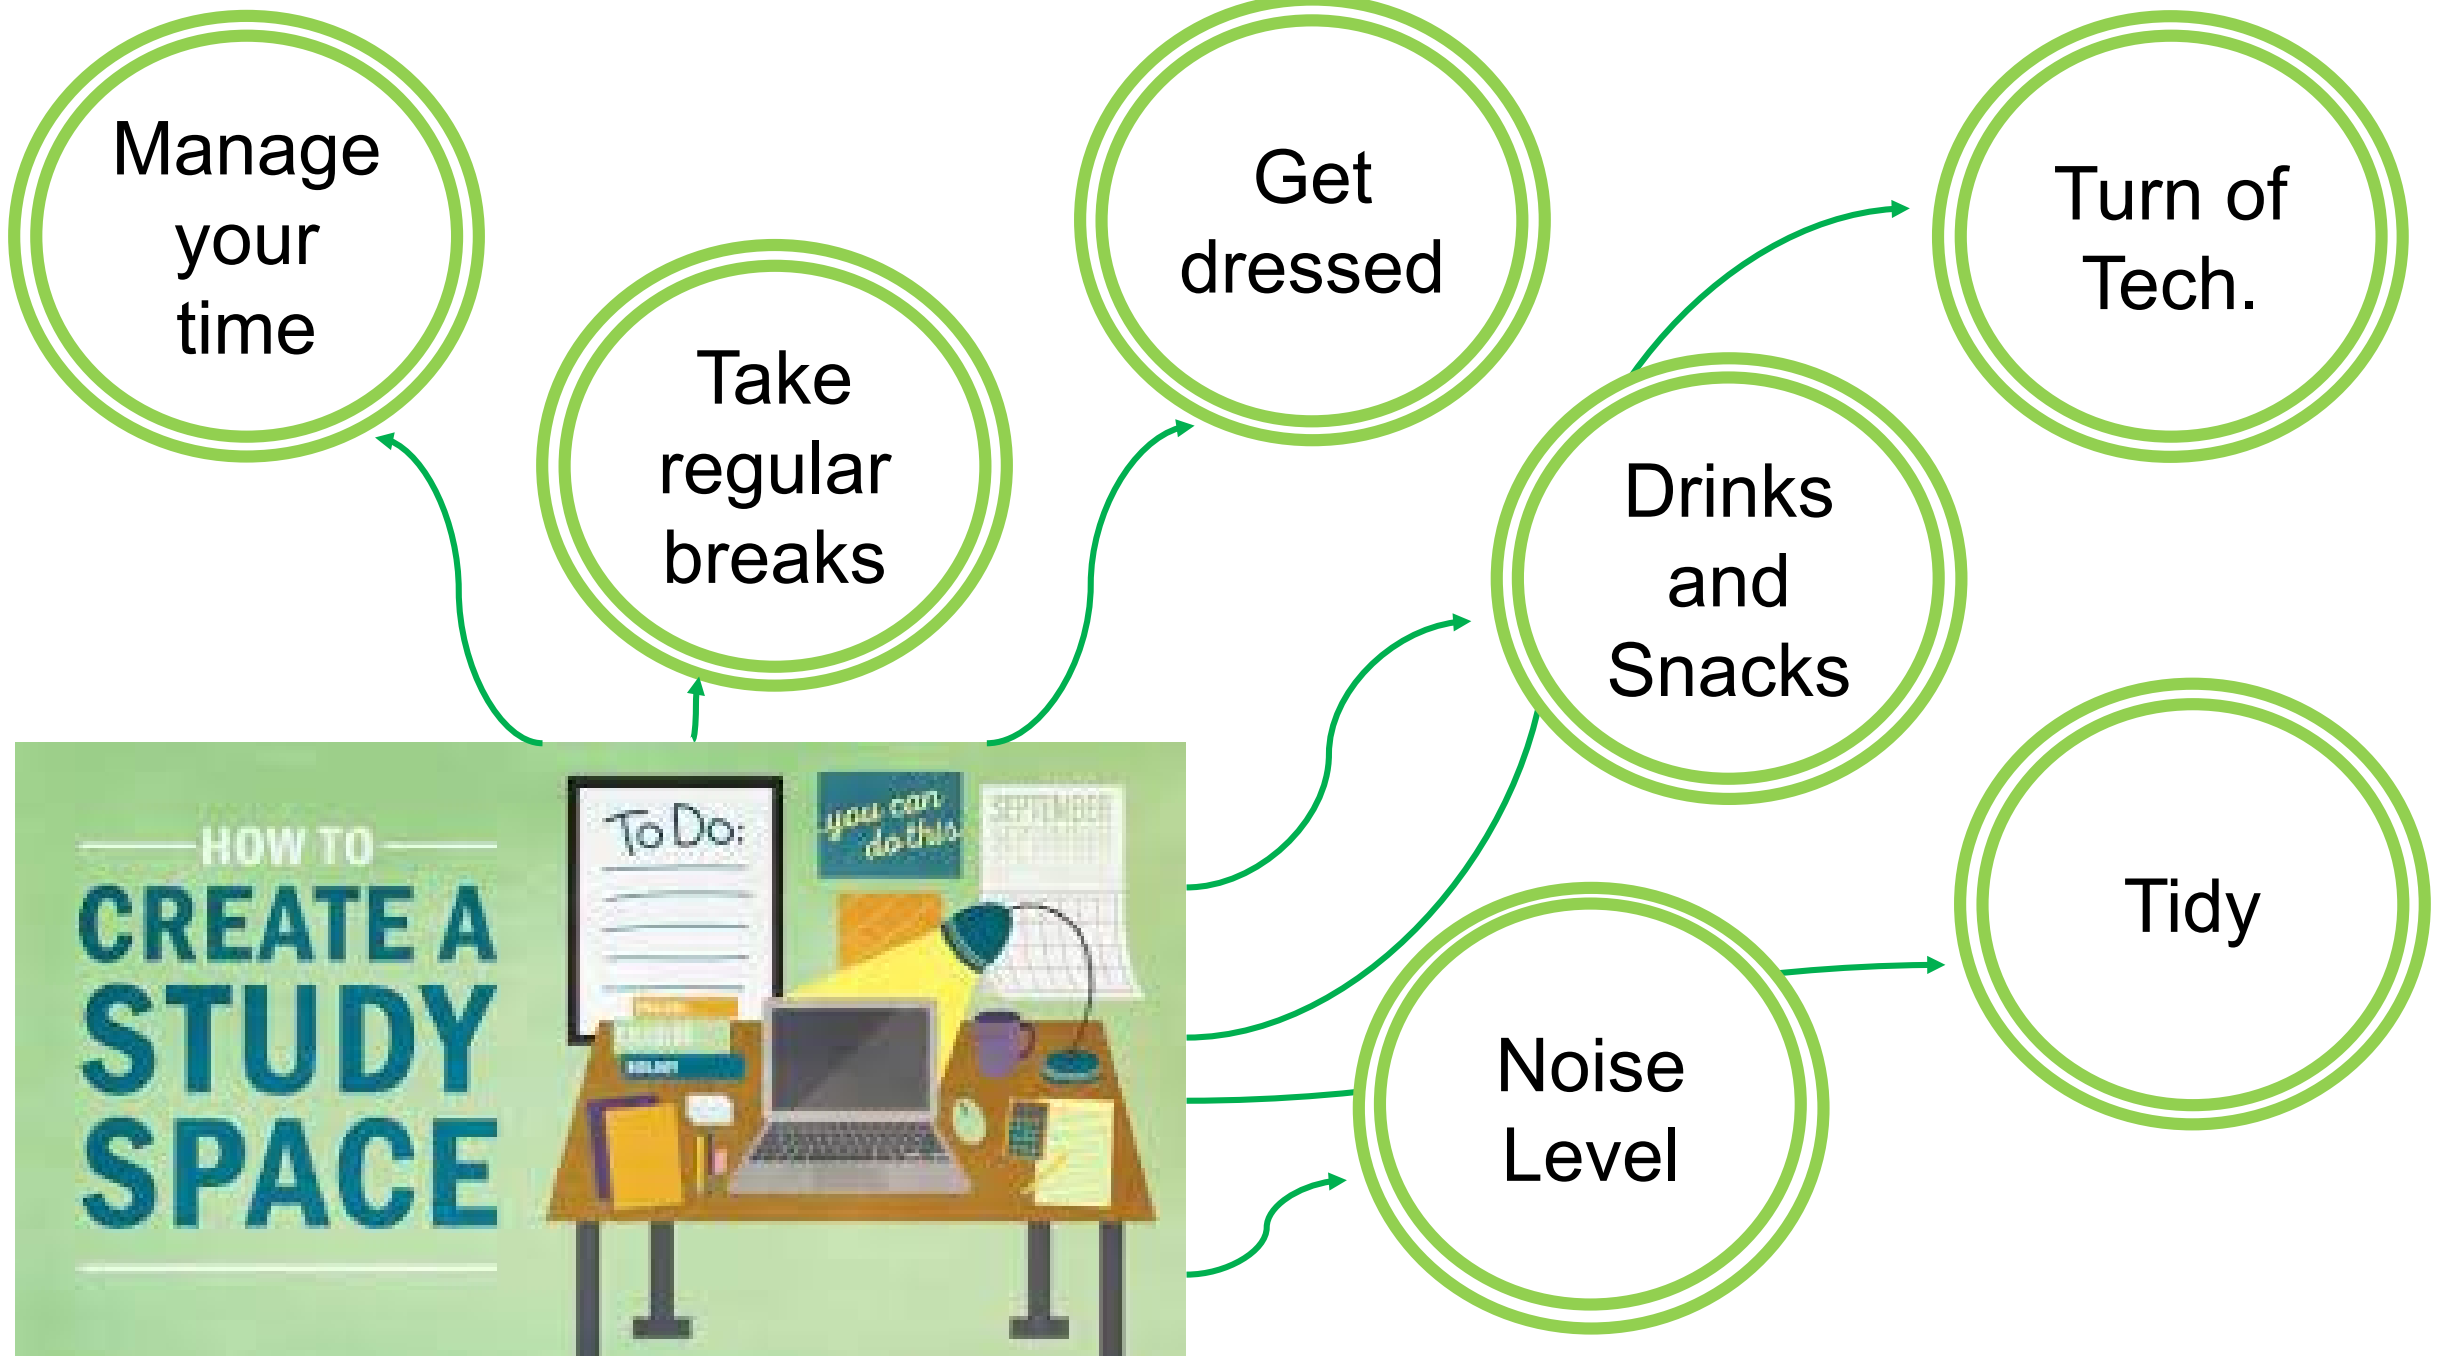 Manage
your
time
Take
regular
breaks
Get
dressed
Turn of
Tech.
Drinks
and
Snacks
Tidy
Noise
Level
HOW TO
CREATE A
STUDY
SPACE
To Do:
you can
do this
SEPTEMBER